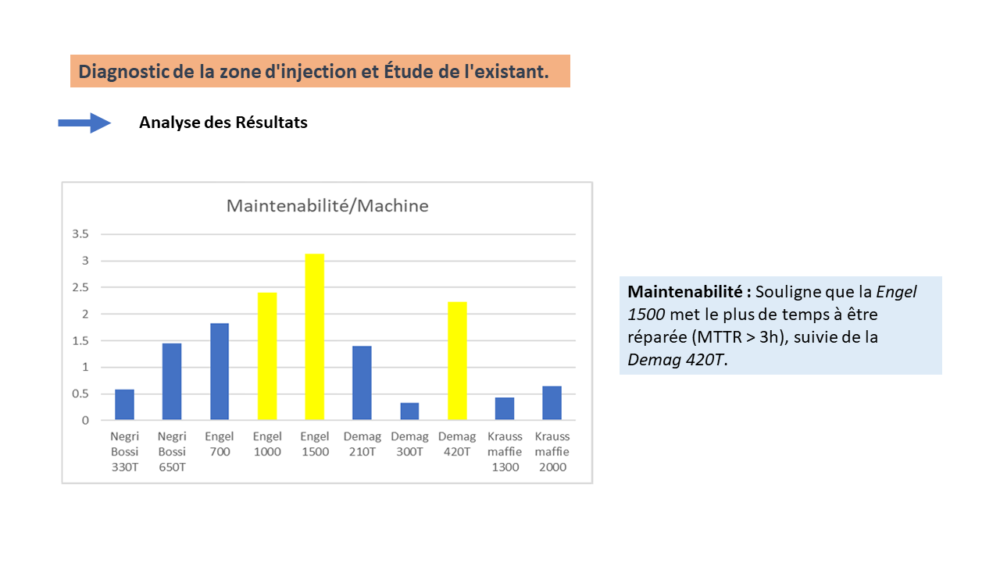 Diagnostic de la zone d'injection et Étude de l'existant.
Analyse des Résultats
Maintenabilité/Machine
3.5
3
2.5
2
1.5
1
0.5
0
Negri Bossi 330T
Negri Bossi 650T
Engel 700
Engel 1000
Engel 1500
Demag 210T
Demag 300T
Demag 420T
Krauss maffie 1300
Krauss maffie 2000
Maintenabilité : Souligne que la Engel
1500 met le plus de temps à être
réparée (MTTR > 3h), suivie de la
Demag 420T.